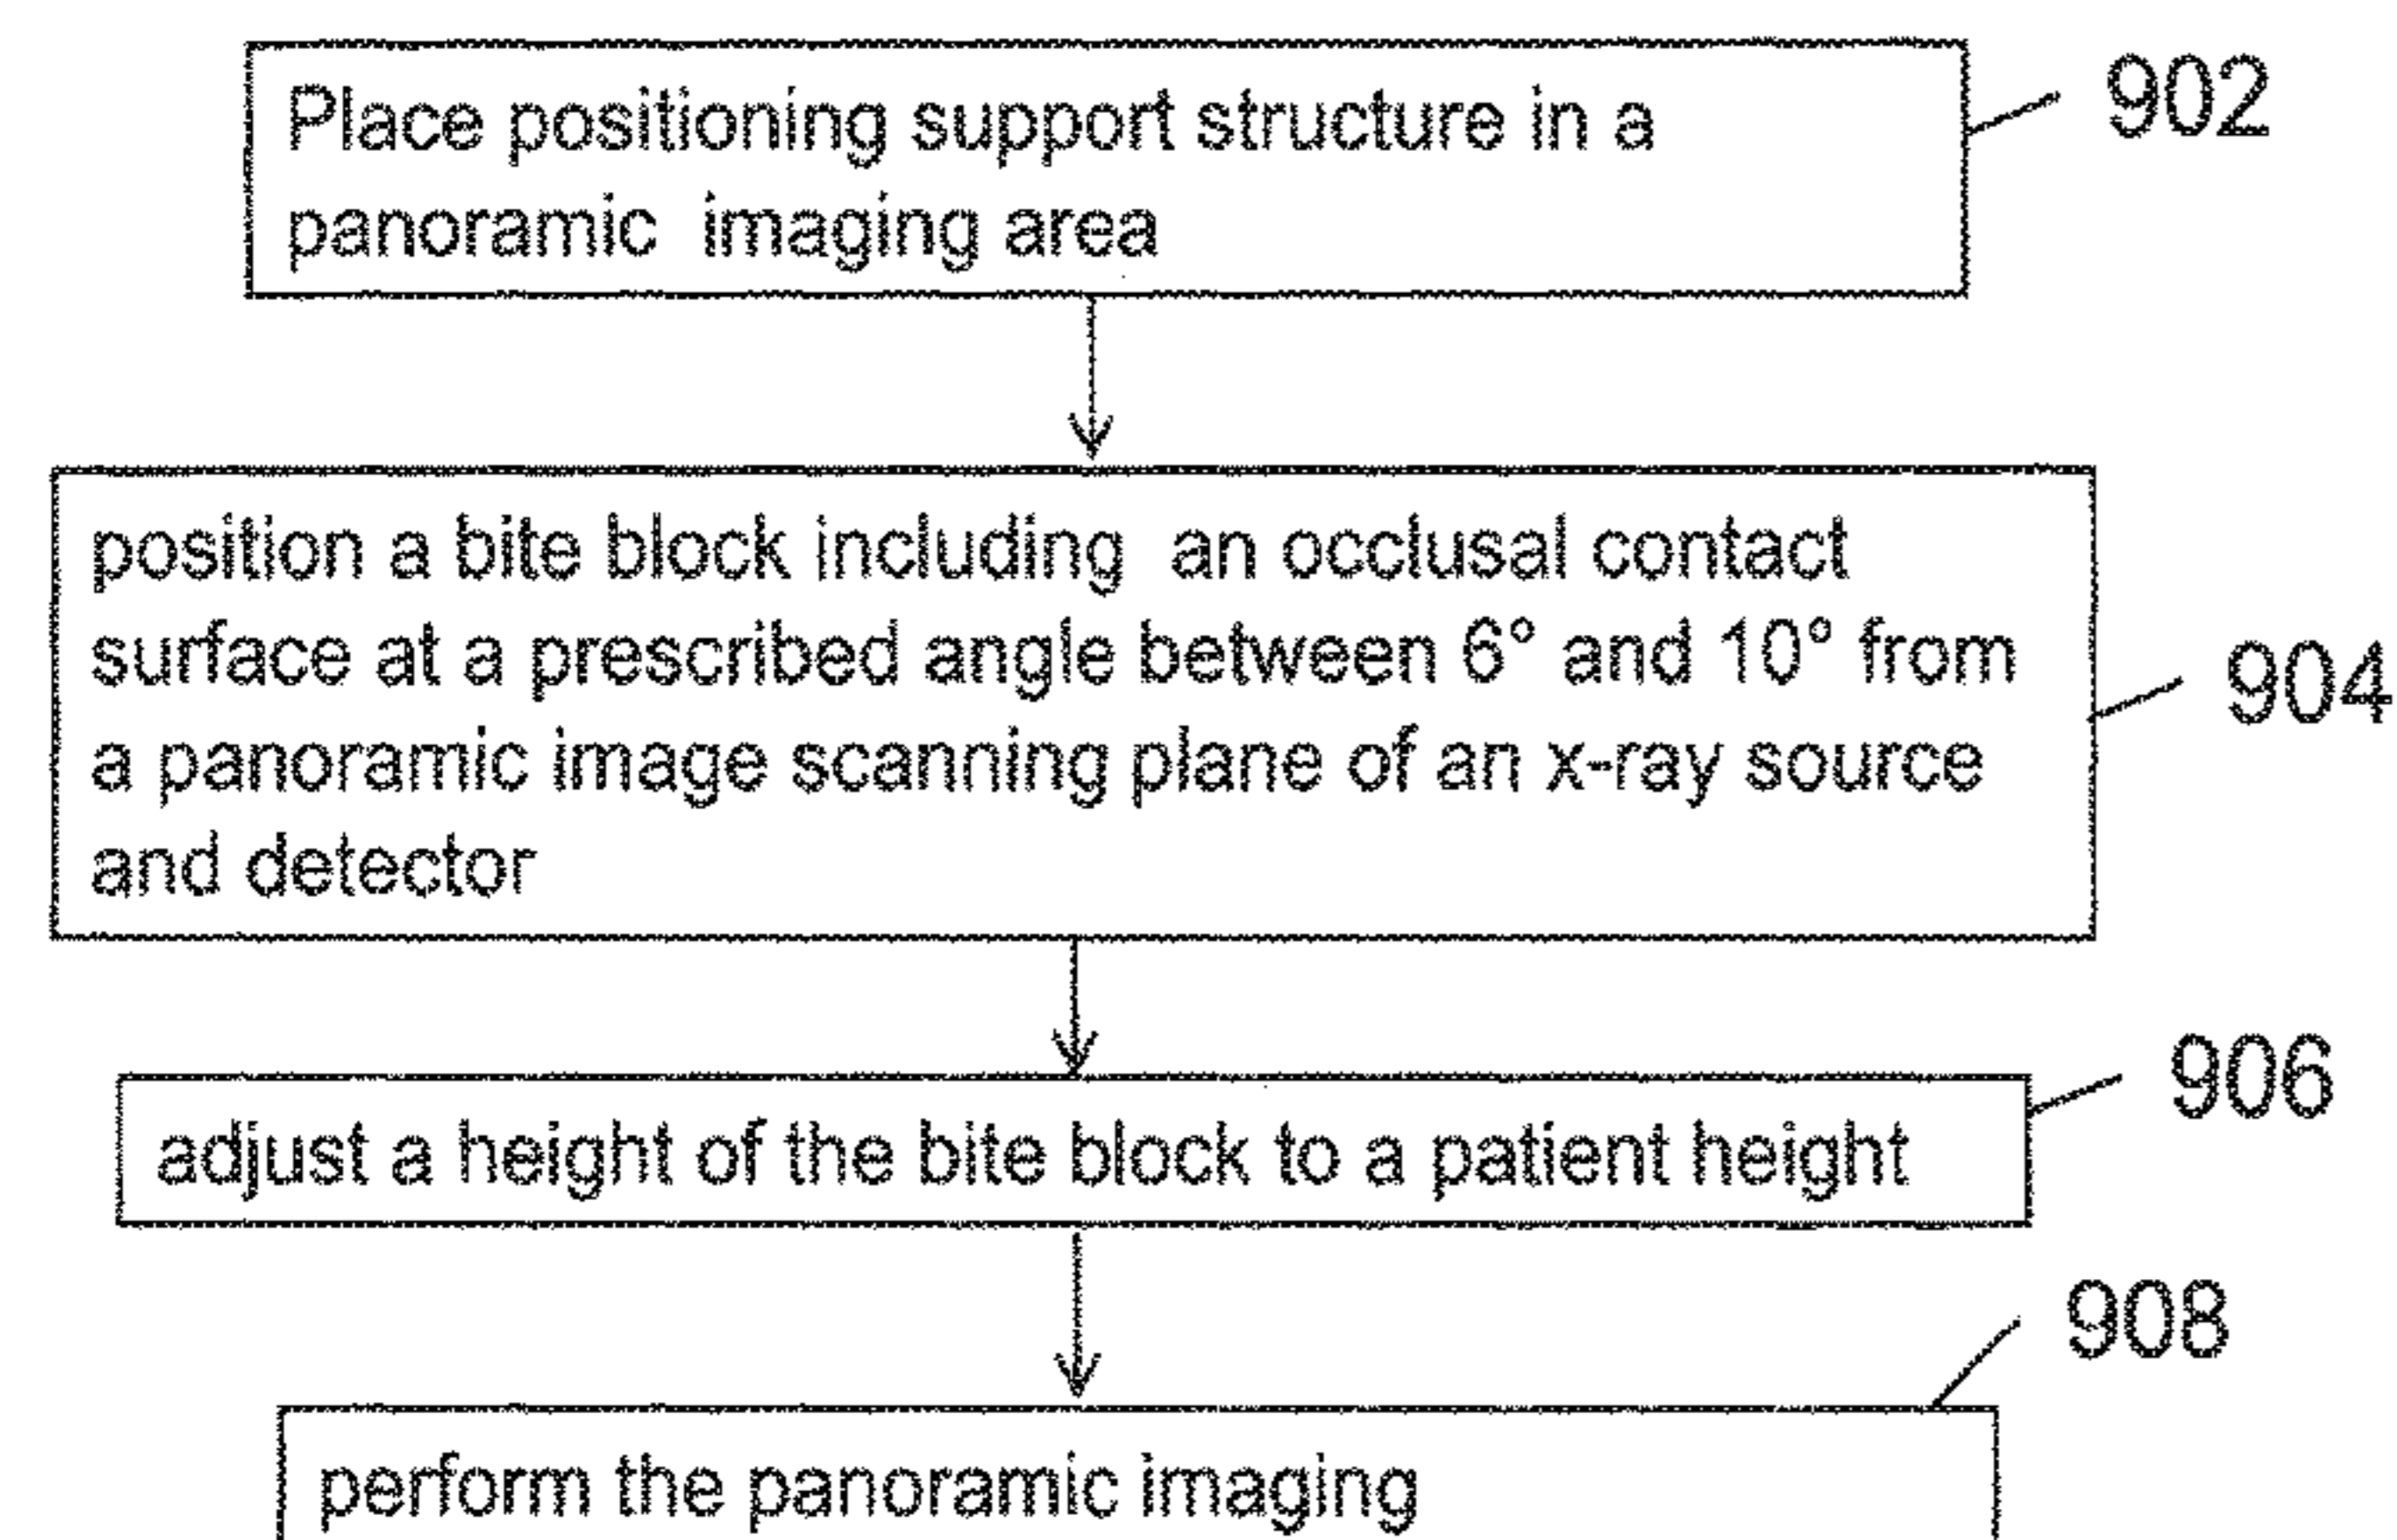 Place positioning support structure in a
panoramic imaging area
902
position a bite block including an occlusal contact
surface at a prescribed angle between 6° and 10° from
a panoramic image scanning plane of an x-ray source
and detector
904
adjust a height of the bite block to a patient height
906
908
perform the panoramic imaging